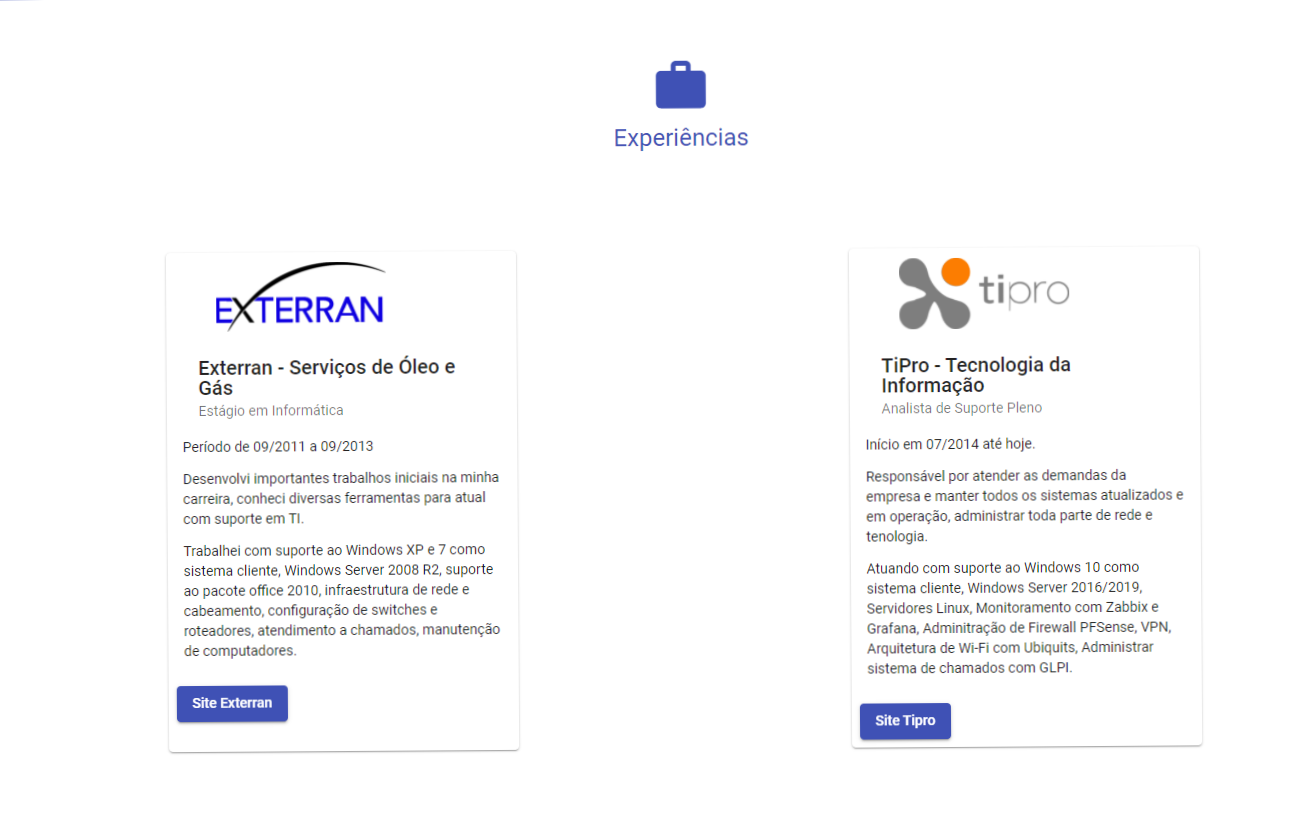 Experiências
EXTERRAN
Exterran - Serviços de Óleo e
Gás
Estágio em Informática
Período de 09/2011 a 09/2013
Desenvolvi importantes trabalhos iniciais na minha
carreira, conheci diversas ferramentas para atual
com suporte em TI.
Trabalhei com suporte ao Windows XP e 7 como
sistema cliente, Windows Server 2008 R2, suporte
ao pacote office 2010, infraestrutura de rede e
cabeamento, configuração de switches e
roteadores, atendimento a chamados, manutenção
de computadores.
Site Exterran
tipro
TiPro - Tecnologia da
Informação
Analista de Suporte Pleno
Início em 07/2014 até hoje.
Responsável por atender as demandas da
empresa e manter todos os sistemas atualizados e
em operação, administrar toda parte de rede e
tenologia.
Atuando com suporte ao Windows 10 como
sistema cliente, Windows Server 2016/2019,
Servidores Linux, Monitoramento com Zabbix e
Grafana, Adminitração de Firewall PFSense, VPN,
Arquitetura de Wi-Fi com Ubiquits, Administrar
sistema de chamados com GLPI.
Site Tipro